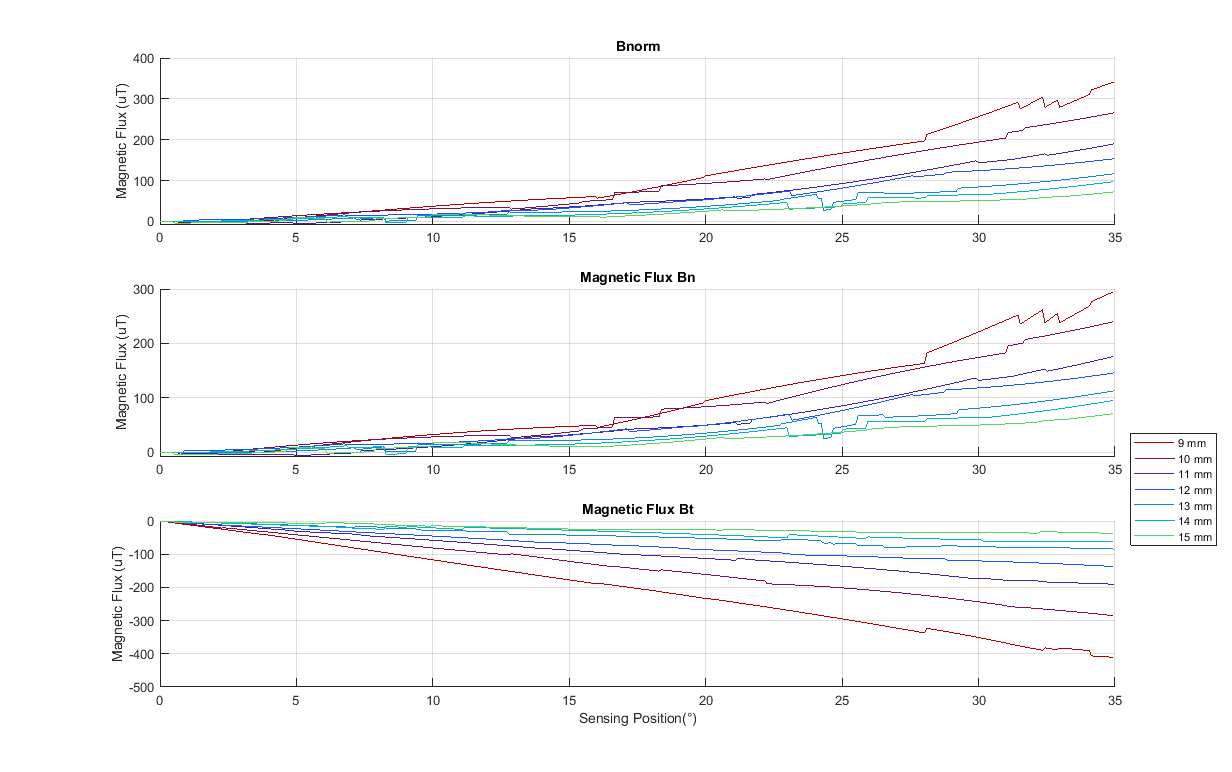 Bnorm
Magnetic Flux (uT)
400
300
200
100
0
0 5 10 15 20 25 30 35
Magnetic Flux Bn
Magnetic Flux (uT)
300
200
100
0
0 5 10 15 20 25 30 35
9 mm
10 mm
11 mm
12 mm
13 mm
14 mm
15 mm
Magnetic Flux Bt
Magnetic Flux (uT)
0
-100
-200
-300
-400
-500
0 5 10 15 20 25 30 35
Sensing Position(°)